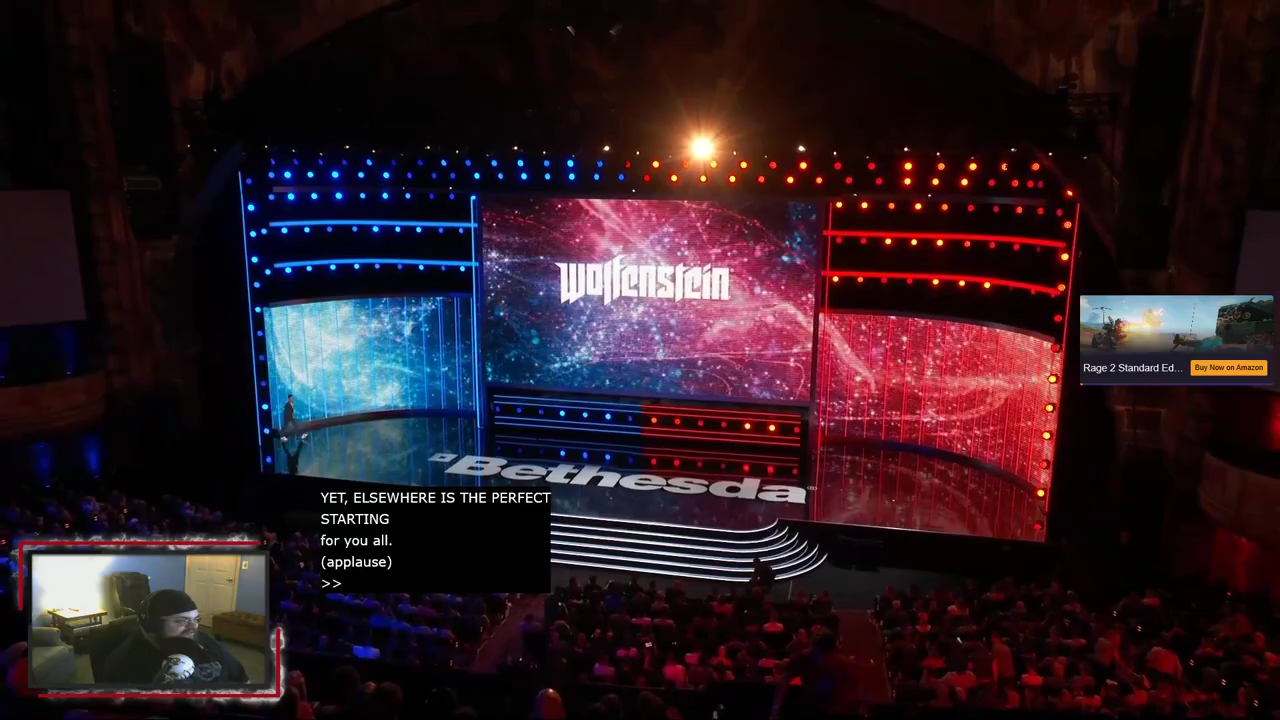 Wolfenstein
Rage 2 Standard Ed...
Buy Now on Amazon
Bethesda
YET, ELSEWHERE IS THE PERFECT
STARTING
for you all.
(applause)
>>